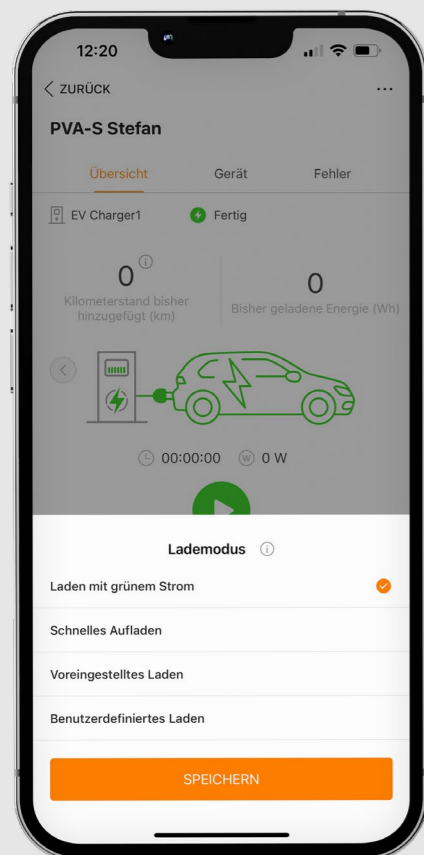 12:20
ZURÜCK
PVA-S Stefan
Übersicht Gerät Fehler
EV Charger1 Fertig
0 0
Kilometerstand bisher
hinzugefügt (km)
Bisher geladene Energie (Wh)
00:00:00 W 0 W
Lademodus
Laden mit grünem Strom
Schnelles Aufladen
Voreingestelltes Laden
Benutzerdefiniertes Laden
SPEICHERN